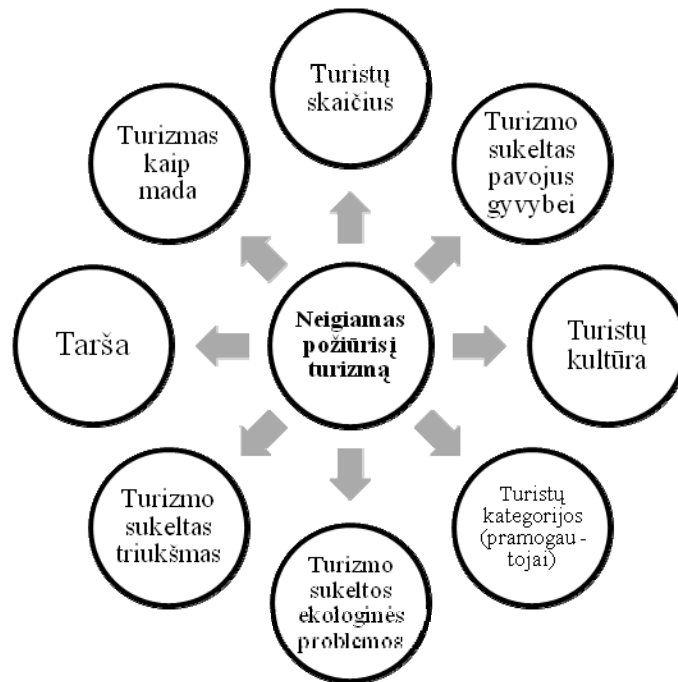 Turistų
skaičius
Turizmo
sukeltas
pavojus
gyvybei
Turistų
kultūra
Turistų
kategorijos
(pramogau -
tojai)
Turizmo
sukeltos
ekologinės
problemos
Turizmo
sukeltas
triukšmas
Tarša
Turizmas
kaip
mada
Neigiamas
požiūrisį
turizmą